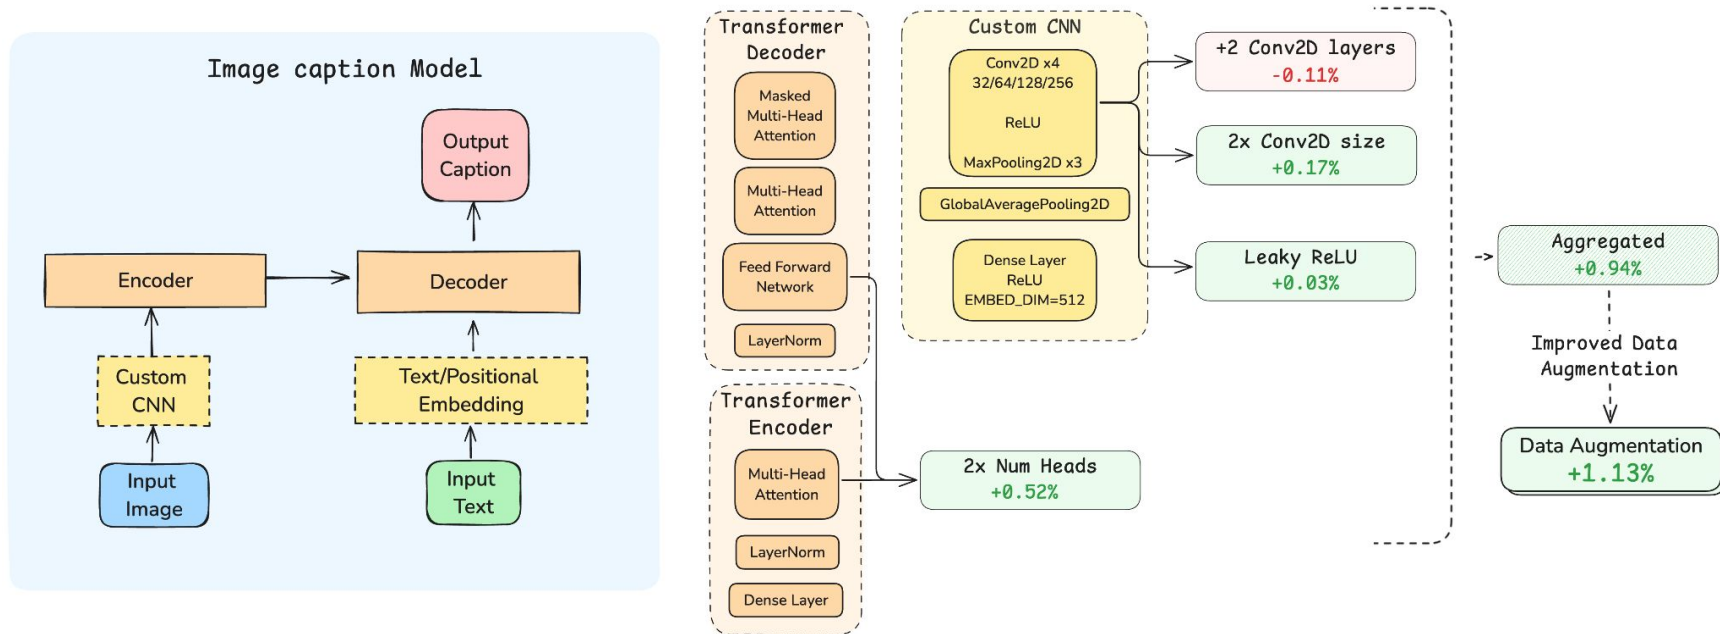 Image caption Model
Output
Caption
Encoder
Decoder
Custom
CNN
Text/Positional
Embedding
Input
Image
Input
Text
Transformer
Decoder
Masked
Multi-Head
Attention
Multi-Head
Attention
Feed Forward
Network
LayerNorm
Transformer
Encoder
Multi-Head
Attention
LayerNorm
Dense Layer
2x Num Heads
+0.52%
Custom CNN
Conv2D x4
32/64/128/256
ReLU
MaxPooling2D x3
GlobalAveragePooling2D
Dense Layer
ReLU
EMBED_DIM=512
+2 Conv2D layers
-0.11%
2x Conv2D size
+0.17%
Leaky ReLU
+0.03%
Aggregated
+0.94%
Improved Data
Augmentation
Data Augmentation
+1.13%